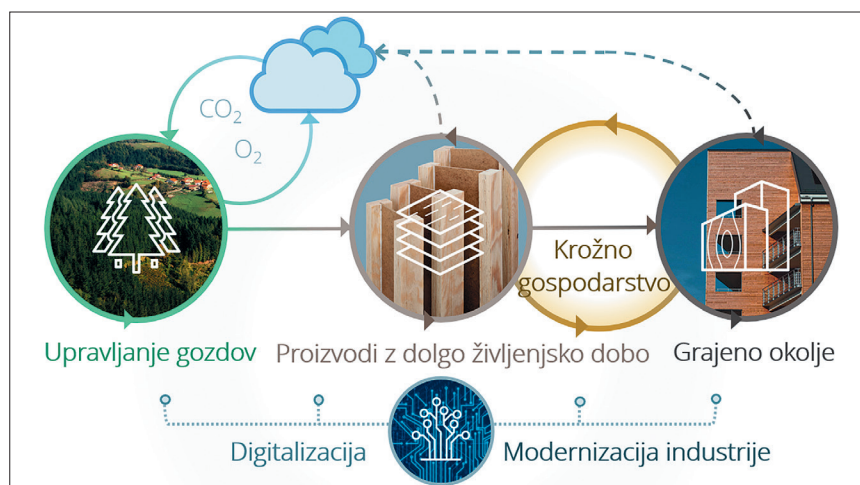 CO₂
O₂
Krožno
gospodarstvo
Upravljanje gozdov
Proizvodi z dolgo življenjsko dobo
Grajeno okolje
Digitalizacija
Modernizacija industrije